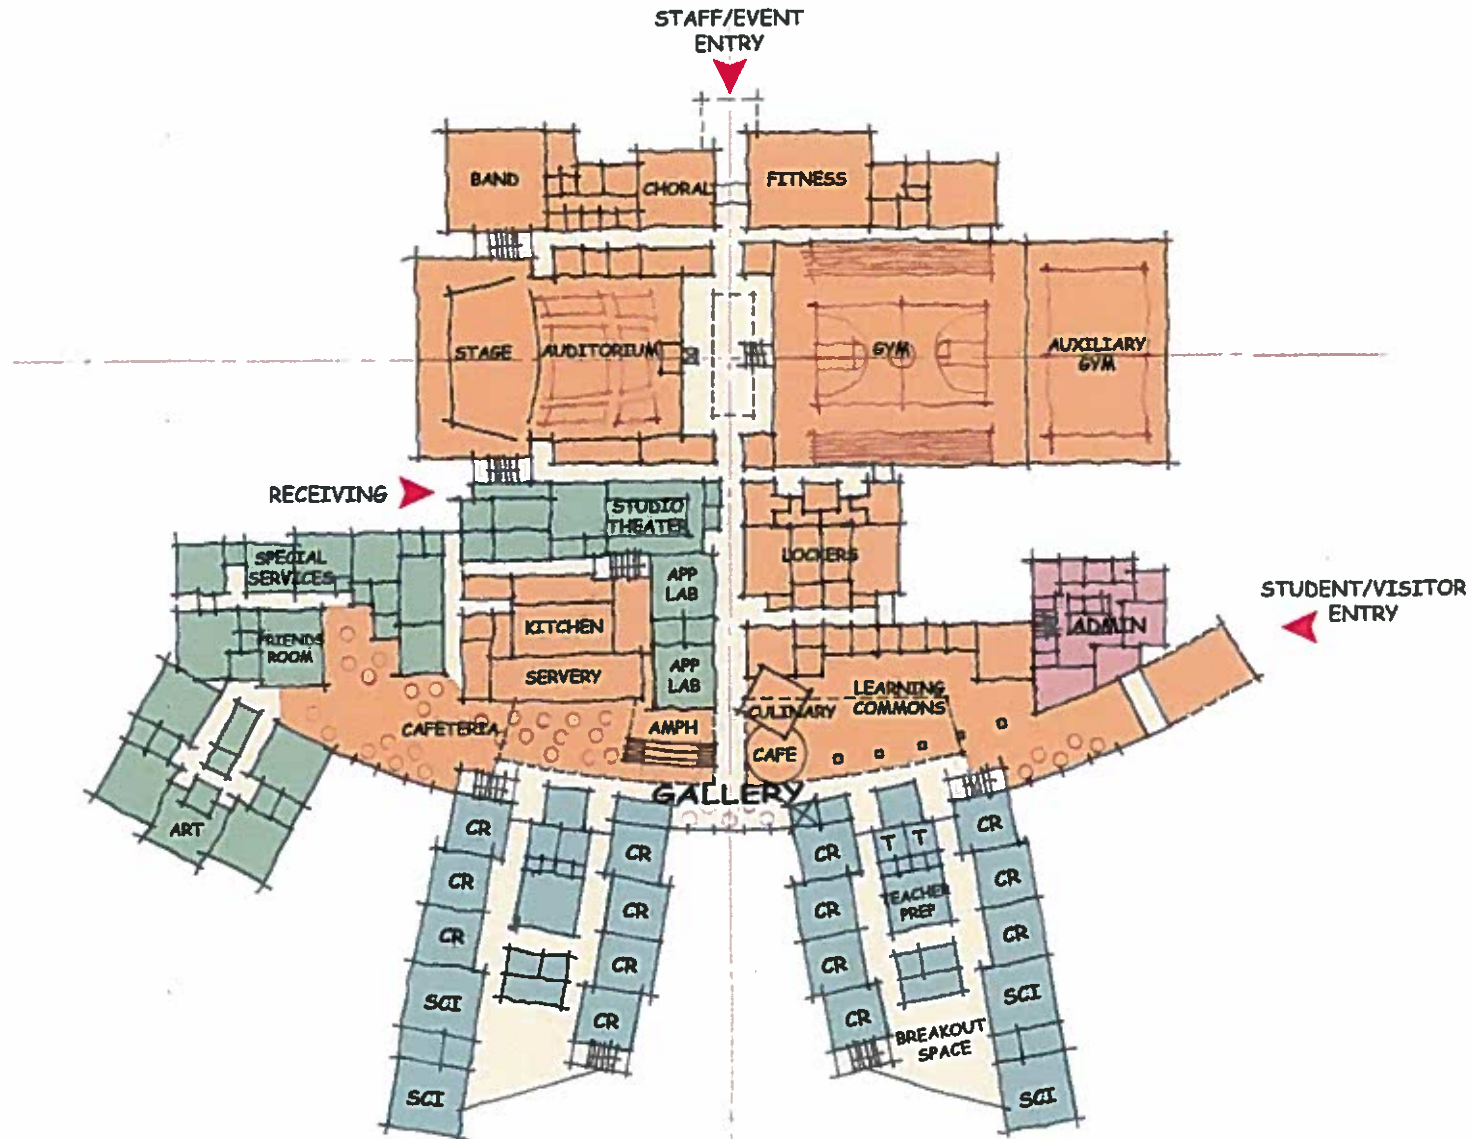 STAFF/EVENT
ENTRY
BAND
CHORAL
FITNESS
STAGE
AUDITORIUM
GYM
AUXILIARY
GYM
RECEIVING
STUDIO
THEATER
SPECIAL
SERVICES
APP
LAB
LOCKERS
STUDENT/VISITOR
ENTRY
KITCHEN
ADMIN
FRIENDS
ROOM
SERVERY
APP
LAB
LEARNING
COMMONS
CULINARY
CAFETERIA
AMPH
CAFE
GALLERY
ART
CR
CR
CR
T T
CR
CR
CR
TEACHER
PREP
CR
CR
CR
CR
CR
CR
CR
CR
SCI
CR
CR
SCI
BREAKOUT
SPACE
SCI
SCI